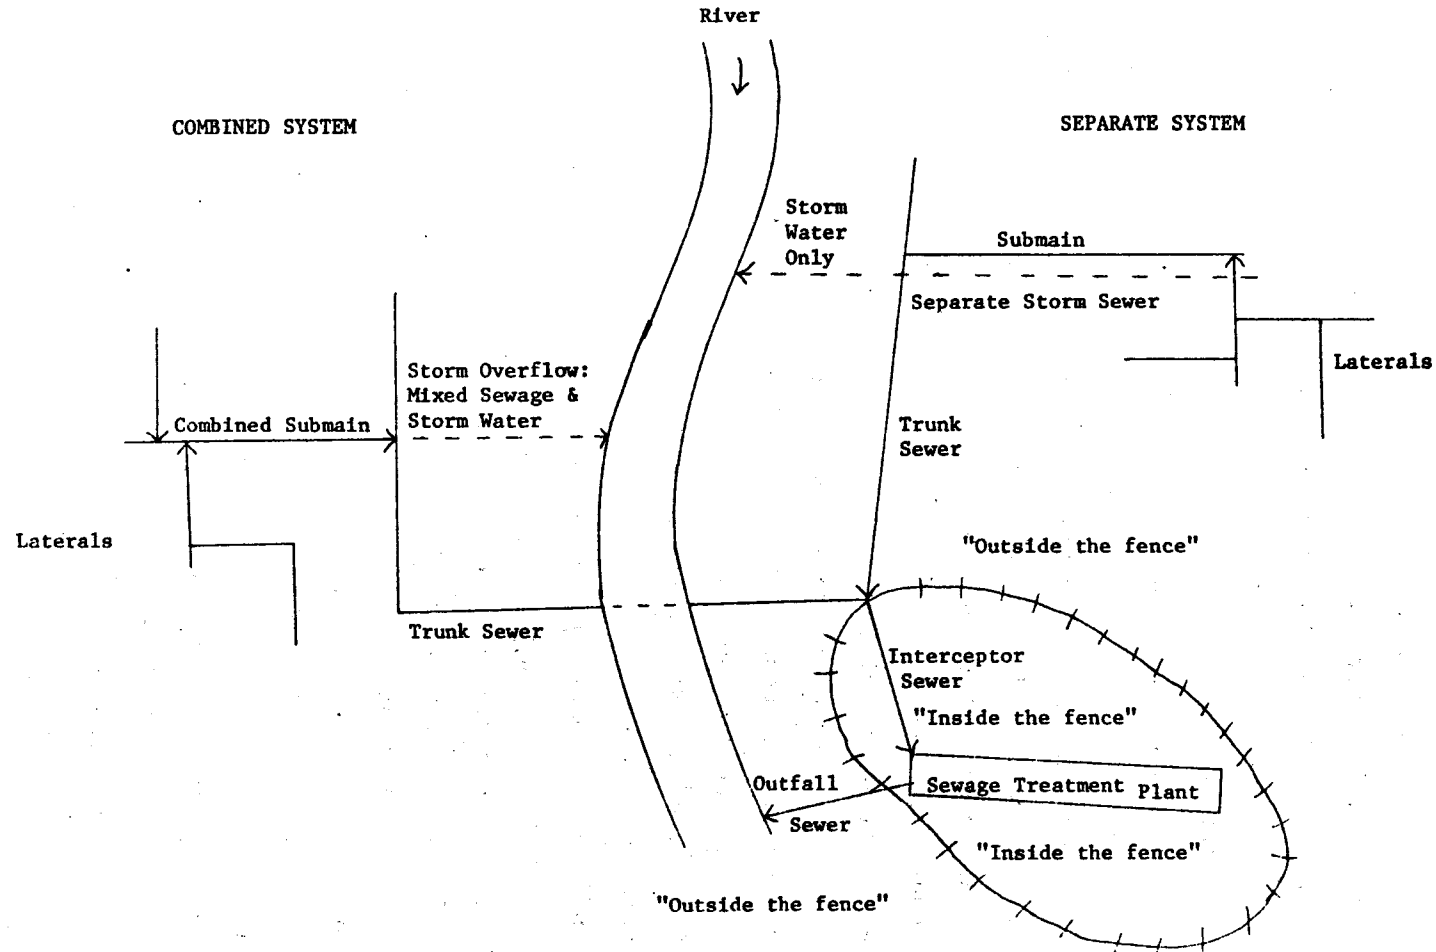 River
COMBINED SYSTEM
SEPARATE SYSTEM
Storm
Water
Only
Submain
Separate Storm Sewer
Laterals
Storm Overflow:
Mixed Sewage &
Storm Water
Combined Submain
Trunk
Sewer
Laterals
"Outside the fence"
Trunk Sewer
Interceptor
Sewer
"Inside the fence"
Outfall
Sewer
Sewage Treatment Plant
"Inside the fence"
"Outside the fence"